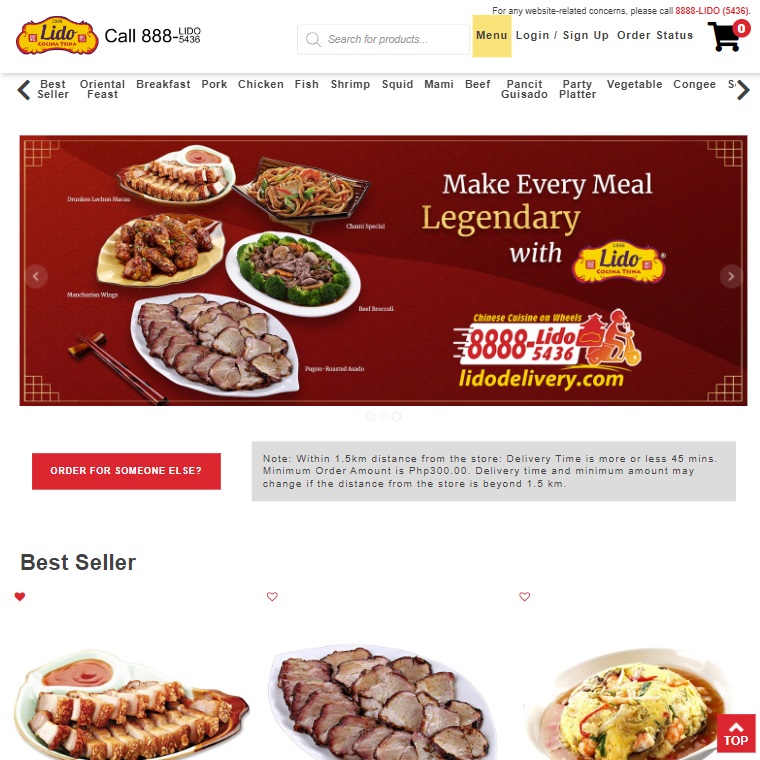 For any website-related concerns, please call 8888-LIDO (5436).
1936
Lido
COCINA TSINA
Call 888-LIDO 5436
Search for products...
Menu
Login / Sign Up
Order Status
0
Best Seller
Oriental Feast
Breakfast
Pork
Chicken
Fish
Shrimp
Squid
Mami
Beef
Pancit Guisado
Party Platter
Vegetable
Congee
Drunken Lechon Macau
Chami Special
Manchurian Wings
Beef Broccoli
Pugon-Roasted Asado
Make Every Meal
Legendary
with
1936
Lido
COCINA TSINA
®
Chinese Cuisine on Wheels
8888-Lido
5436
lidodelivery.com
ORDER FOR SOMEONE ELSE?
Note: Within 1.5km distance from the store: Delivery Time is more or less 45 mins.
Minimum Order Amount is Php300.00. Delivery time and minimum amount may
change if the distance from the store is beyond 1.5 km.
Best Seller
TOP